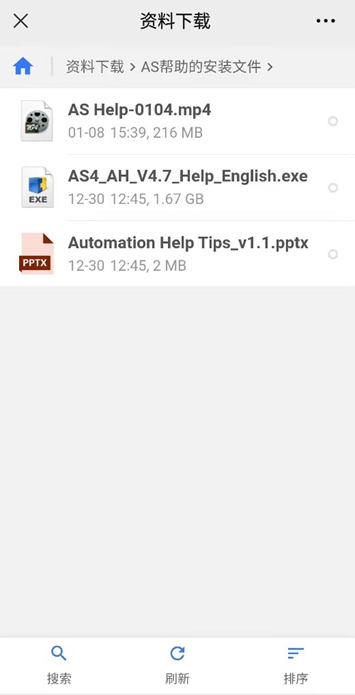 资料下载
资料下载 > AS帮助的安装文件 >
AS Help-0104.mp4
01-08 15:39, 216 MB
EXE
AS4_AH_V4.7_Help_English.exe
12-30 12:45, 1.67 GB
PPTX
Automation Help Tips_v1.1.pptx
12-30 12:45, 2 MB
搜索
刷新
排序